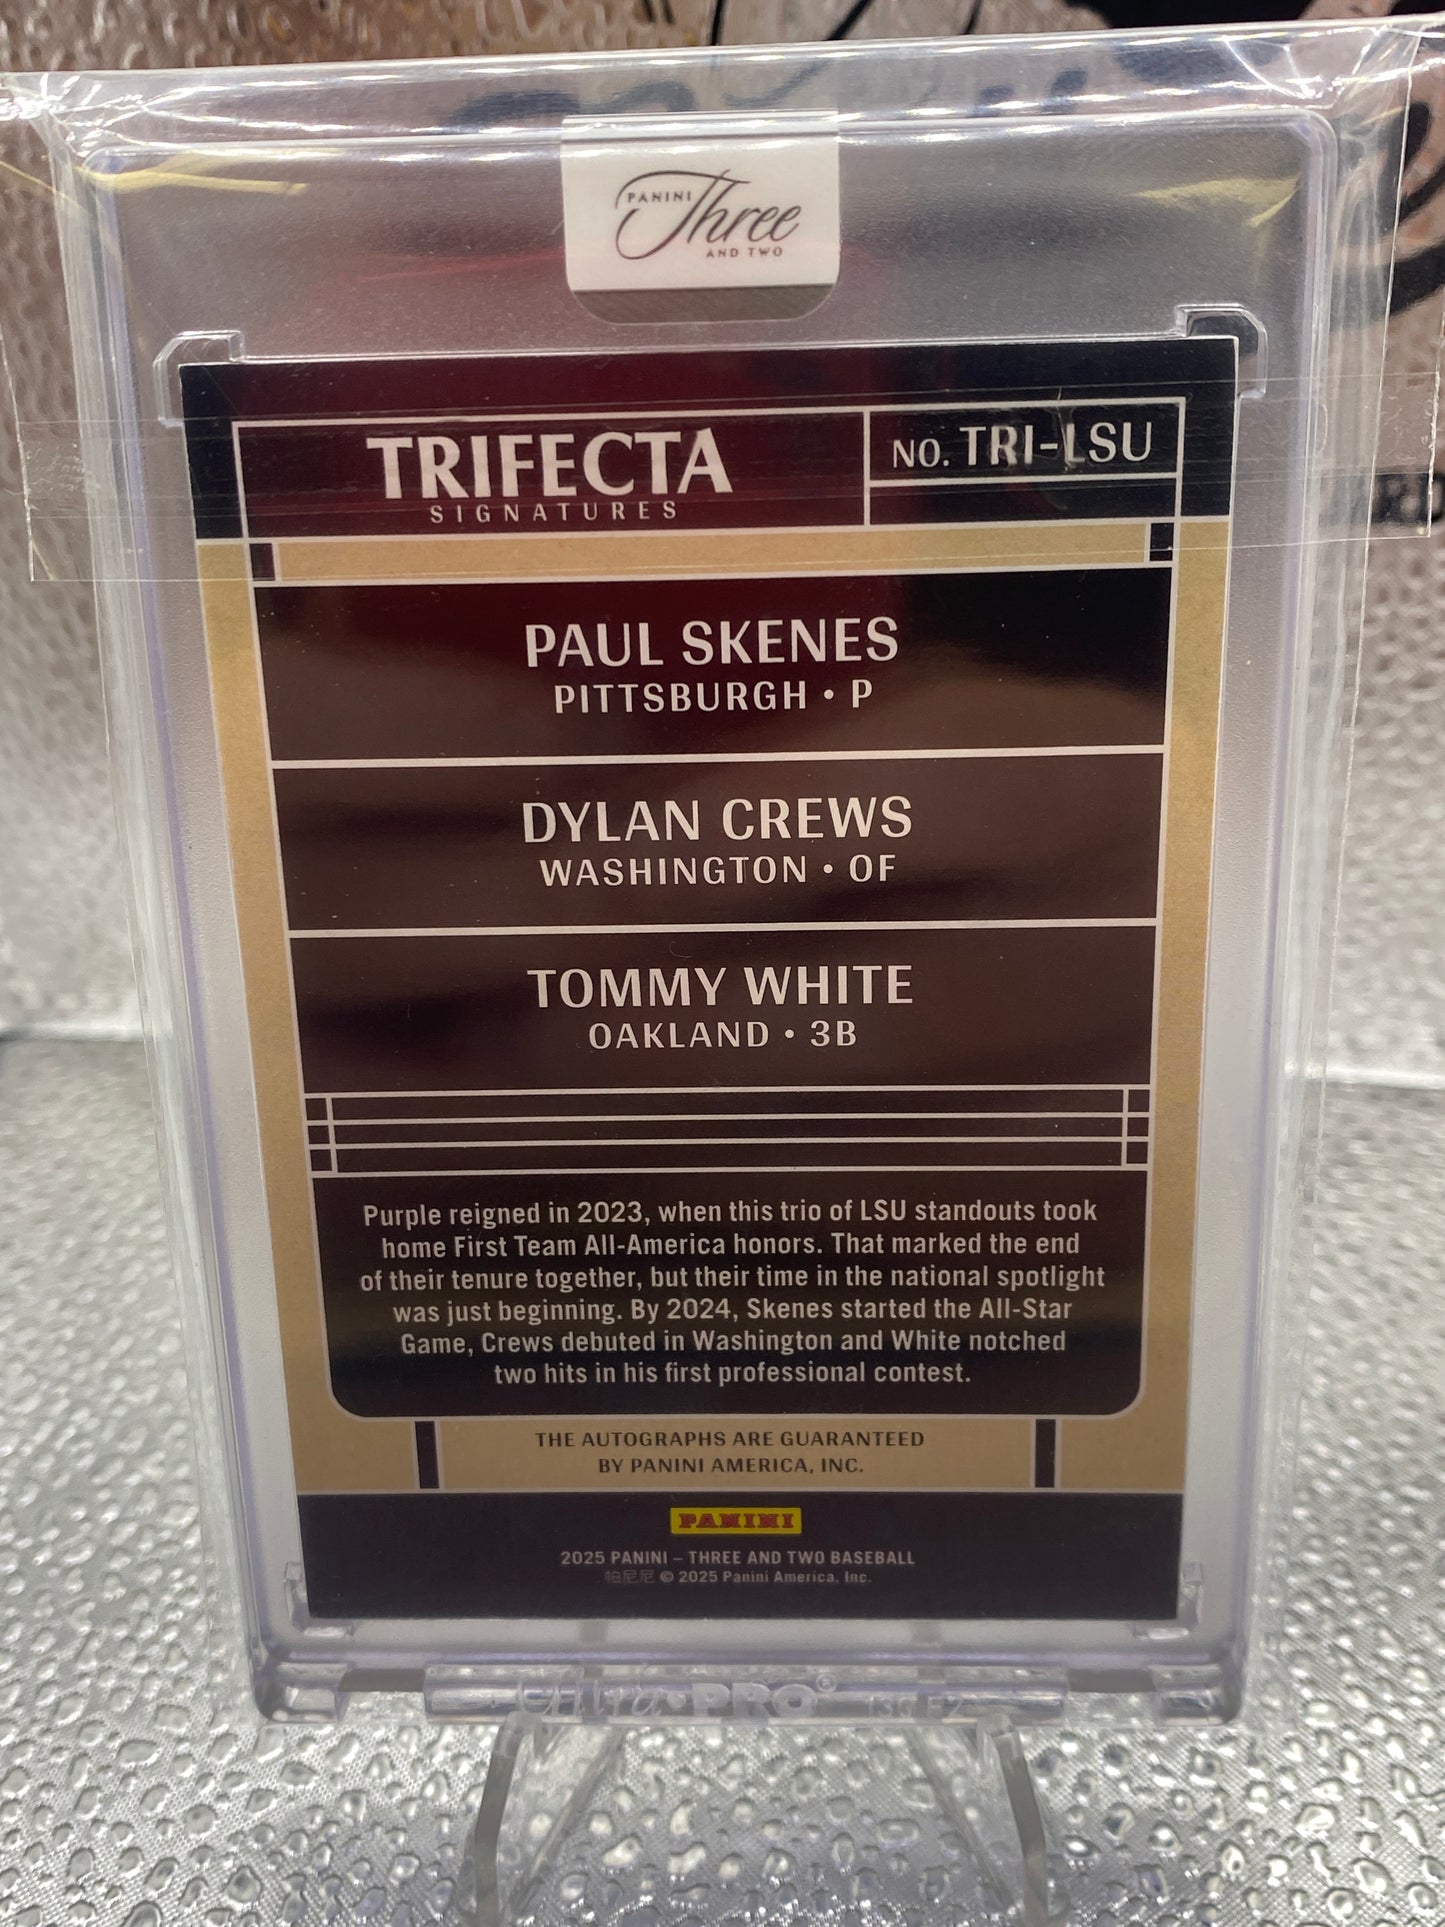 PANINI
Three
AND TWO
TRIFECTA
SIGNATURES
NO. TRI-LSU
PAUL SKENES
PITTSBURGH • P
DYLAN CREWS
WASHINGTON • OF
TOMMY WHITE
OAKLAND • 3B
Purple reigned in 2023, when this trio of LSU standouts took
home First Team All-America honors. That marked the end
of their tenure together, but their time in the national spotlight
was just beginning. By 2024, Skenes started the All-Star
Game, Crews debuted in Washington and White notched
two hits in his first professional contest.
THE AUTOGRAPHS ARE GUARANTEED
BY PANINI AMERICA, INC.
PANINI
2025 PANINI – THREE AND TWO BASEBALL
帕尼尼 © 2025 Panini America, Inc.
Ultra•PRO®